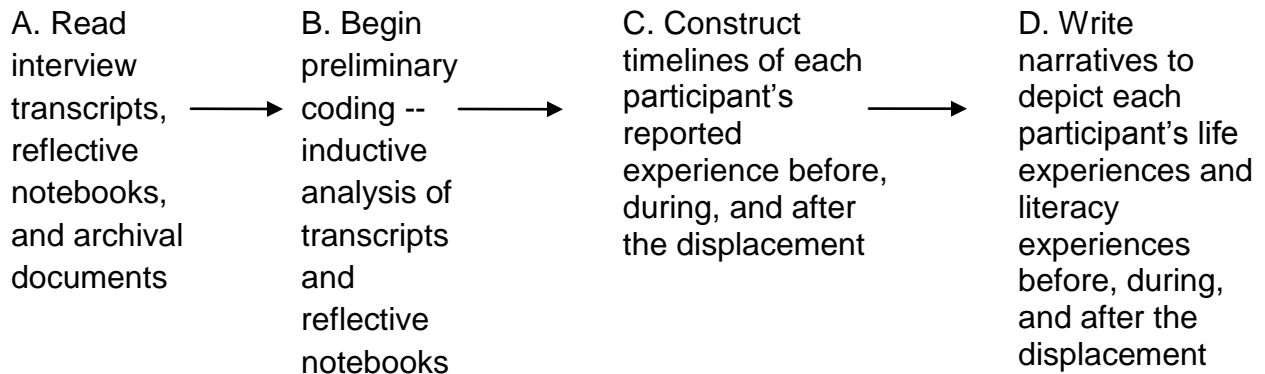 A. Read
interview
transcripts,
reflective
notebooks,
and archival
documents
B. Begin
preliminary
coding --
inductive
analysis of
transcripts
and
reflective
notebooks
C. Construct
timelines of each
participant’s
reported
experience before,
during, and after
the displacement
D. Write
narratives to
depict each
participant’s life
experiences and
literacy
experiences
before, during,
and after the
displacement